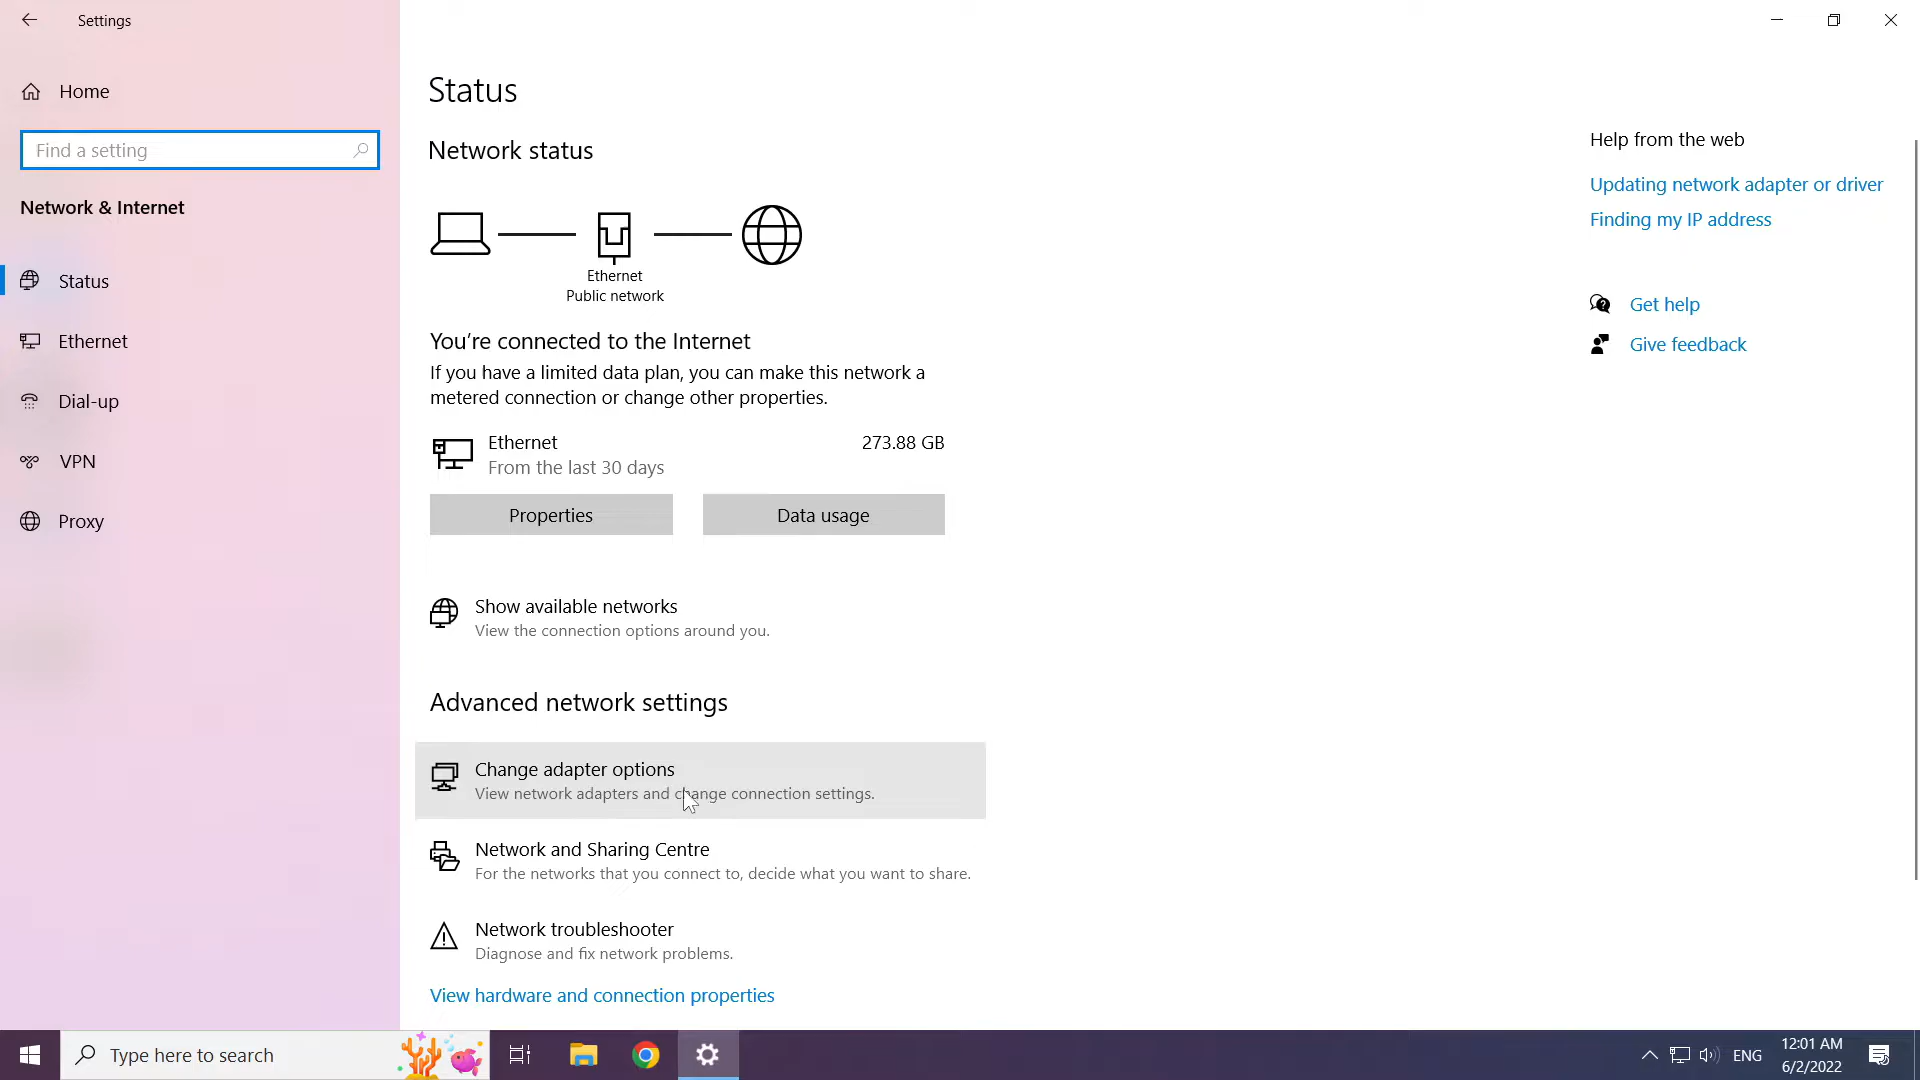 Settings
Home
Find a setting
Network & Internet
Status
Ethernet
Dial-up
VPN
Proxy
Status
Network status
Ethernet
Public network
You're connected to the Internet
If you have a limited data plan, you can make this network a
metered connection or change other properties.
Ethernet 273.88 GB
From the last 30 days
Properties Data usage
Show available networks
View the connection options around you.
Advanced network settings
Change adapter options
View network adapters and change connection settings.
Network and Sharing Centre
For the networks that you connect to, decide what you want to share.
Network troubleshooter
Diagnose and fix network problems.
View hardware and connection properties
Help from the web
Updating network adapter or driver
Finding my IP address
Get help
Give feedback
Type here to search
ENG
12:01 AM
6/2/2022